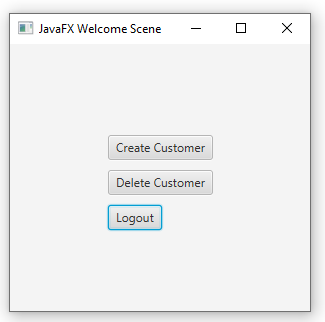 JavaFX Welcome Scene
Create Customer
Delete Customer
Logout